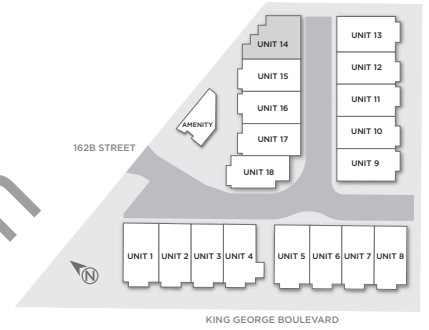 UNIT 14
UNIT 13
UNIT 15
UNIT 12
UNIT 16
UNIT 11
AMENITY
UNIT 17
UNIT 10
162B STREET
UNIT 18
UNIT 9
UNIT 1
UNIT 2
UNIT 3
UNIT 4
UNIT 5
UNIT 6
UNIT 7
UNIT 8
N
KING GEORGE BOULEVARD